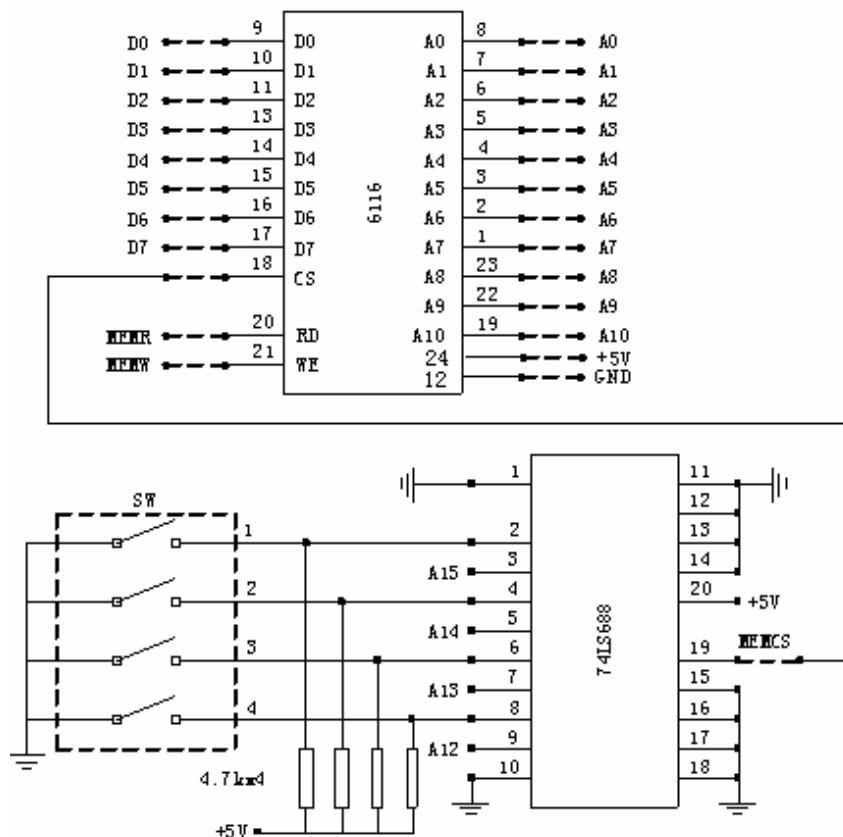 D0 9 D0 A0 8 A0
D1 10 D1 A1 7 A1
D2 11 D2 A2 6 A2
D3 13 D3 A3 5 A3
D4 14 D4 A4 4 A4
D5 15 D5 A5 3 A5
D6 16 D6 A6 2 A6
D7 17 D7 A7 1 A7
18 CS A8 23 A8
6116
A9 22 A9
MEMR 20 RD A10 19 A10
MEMW 21 WE 24 +5V
12 GND
SW
1 11
1 2 12
13
A15 3 14
2 4 20 +5V
A14 5
3 6 19 MEMCS
74LS688
A13 7 15
4 8 16
A12 9 17
10 18
4.7k×4
+5V